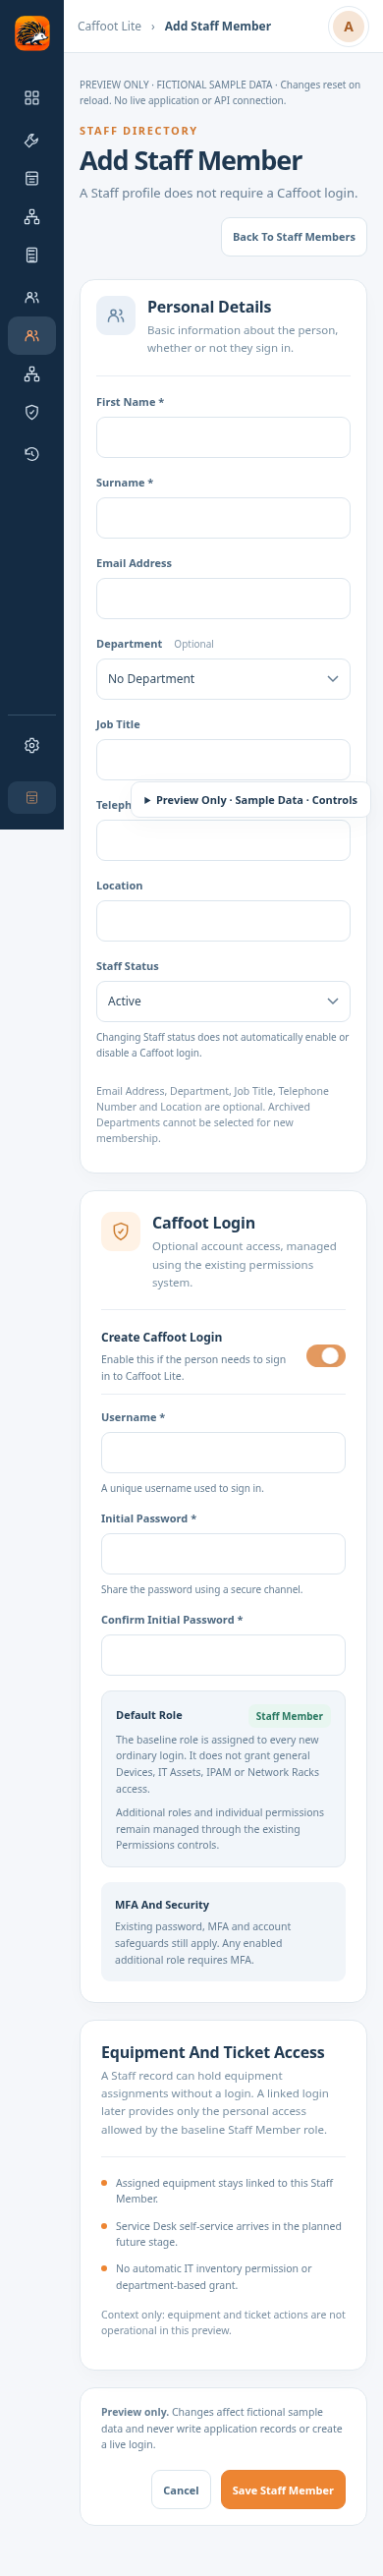 Caffoot Lite › Add Staff Member
A
PREVIEW ONLY · FICTIONAL SAMPLE DATA · Changes reset on
reload. No live application or API connection.
STAFF DIRECTORY
Add Staff Member
A Staff profile does not require a Caffoot login.
Back To Staff Members
Personal Details
Basic information about the person,
whether or not they sign in.
First Name *
Surname *
Email Address
Department Optional
No Department
Job Title
▶ Preview Only · Sample Data · Controls
Location
Staff Status
Active
Changing Staff status does not automatically enable or
disable a Caffoot login.
Email Address, Department, Job Title, Telephone
Number and Location are optional. Archived
Departments cannot be selected for new
membership.
Caffoot Login
Optional account access, managed
using the existing permissions
system.
Create Caffoot Login
Enable this if the person needs to sign
in to Caffoot Lite.
Username *
A unique username used to sign in.
Initial Password *
Share the password using a secure channel.
Confirm Initial Password *
Default Role Staff Member
The baseline role is assigned to every new
ordinary login. It does not grant general
Devices, IT Assets, IPAM or Network Racks
access.
Additional roles and individual permissions
remain managed through the existing
Permissions controls.
MFA And Security
Existing password, MFA and account
safeguards still apply. Any enabled
additional role requires MFA.
Equipment And Ticket Access
A Staff record can hold equipment
assignments without a login. A linked login
later provides only the personal access
allowed by the baseline Staff Member role.
Assigned equipment stays linked to this Staff
Member.
Service Desk self-service arrives in the planned
future stage.
No automatic IT inventory permission or
department-based grant.
Context only: equipment and ticket actions are not
operational in this preview.
Preview only. Changes affect fictional sample
data and never write application records or create
a live login.
Cancel
Save Staff Member